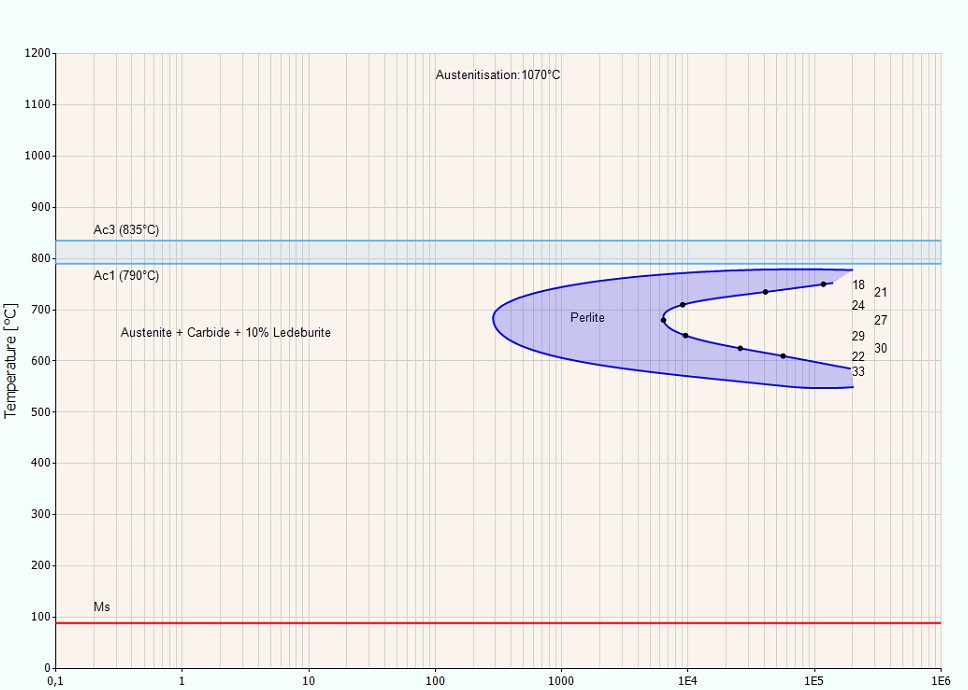 1200
Austenitisation:1070°C
1100
1000
900
Ac3 (835°C)
800
Ac1 (790°C)
18
21
24
700
Perlite
27
Austenite + Carbide + 10% Ledeburite
29
30
600
22
33
Temperature [°C]
500
400
300
200
Ms
100
0
0,1
1
10
100
1000
1E4
1E5
1E6